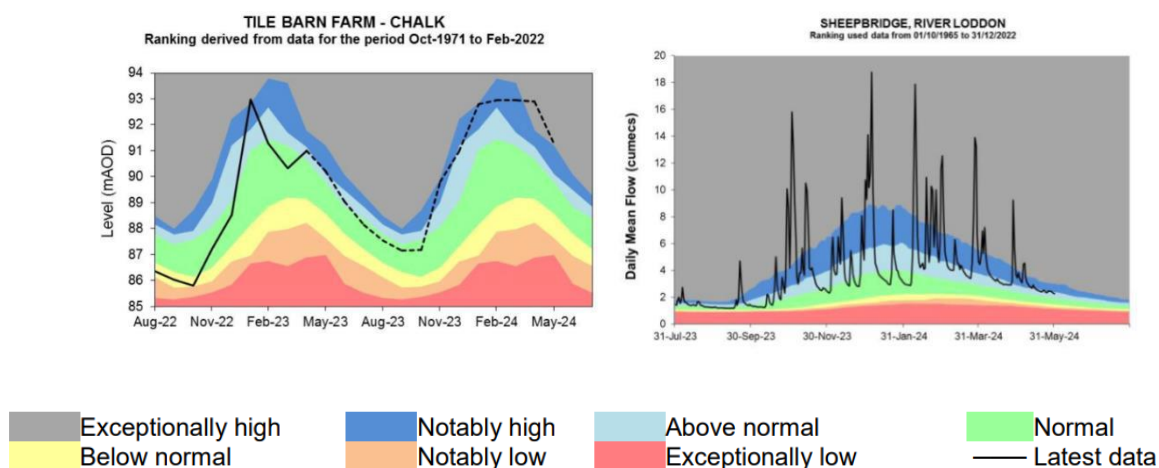 TILE BARN FARM - CHALK
Ranking derived from data for the period Oct-1971 to Feb-2022
Level (mAOD)
94
93
92
91
90
89
88
87
86
85
Aug-22 Nov-22 Feb-23 May-23 Aug-23 Nov-23 Feb-24 May-24
SHEEPBRIDGE, RIVER LODDON
Ranking used data from 01/10/1965 to 31/12/2022
Daily Mean Flow (cumecs)
20
18
16
14
12
10
8
6
4
2
0
31-Jul-23 30-Sep-23 30-Nov-23 31-Jan-24 31-Mar-24 31-May-24
Exceptionally high Notably high Above normal Normal
Below normal Notably low Exceptionally low Latest data